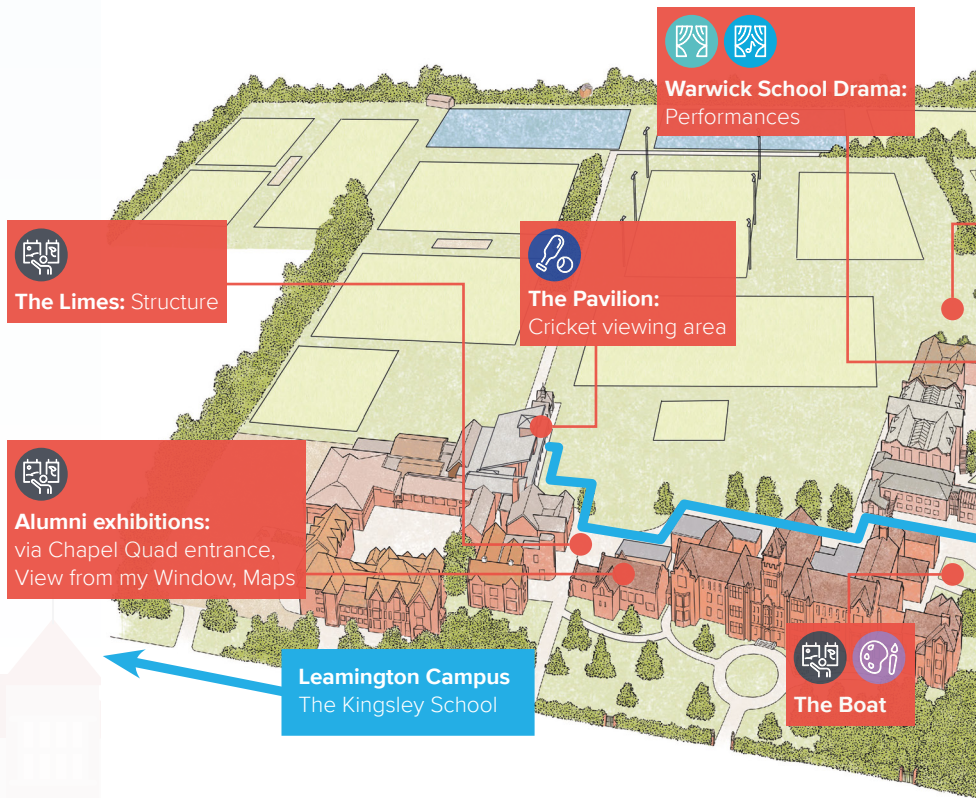 Warwick School Drama:
Performances
The Limes: Structure
The Pavilion:
Cricket viewing area
Alumni exhibitions:
via Chapel Quad entrance,
View from my Window, Maps
Leamington Campus
The Kingsley School
The Boat